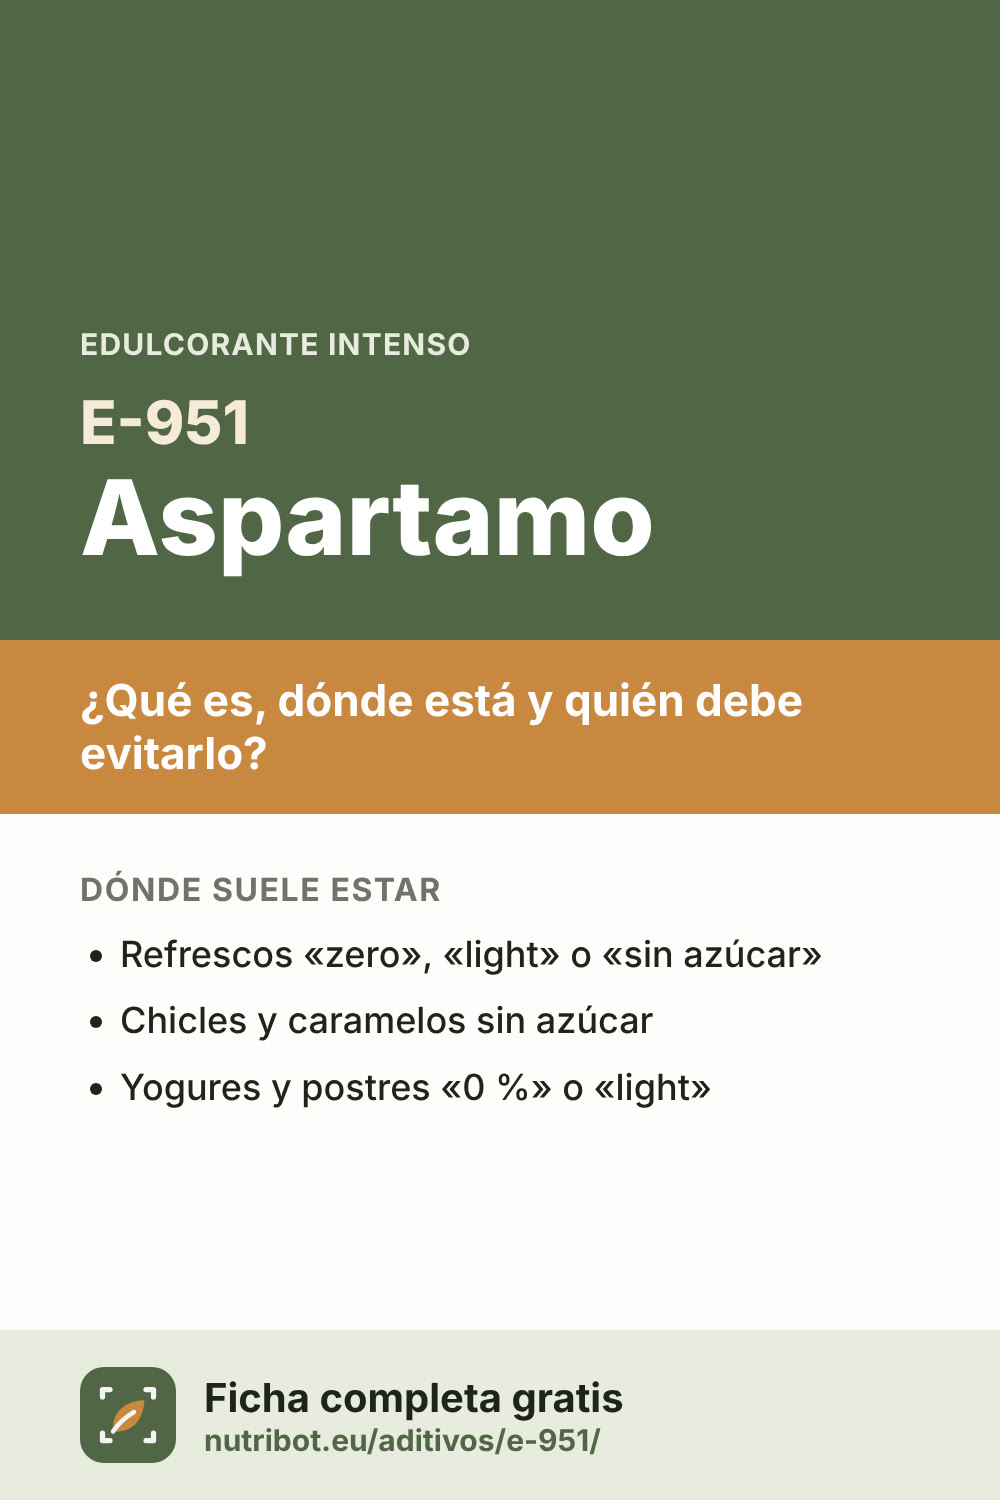 EDULCORANTE INTENSO
E-951
Aspartamo
¿Qué es, dónde está y quién debe
evitarlo?
DÓNDE SUELE ESTAR
• Refrescos «zero», «light» o «sin azúcar»
• Chicles y caramelos sin azúcar
• Yogures y postres «0 %» o «light»
Ficha completa gratis
nutribot.eu/aditivos/e-951/